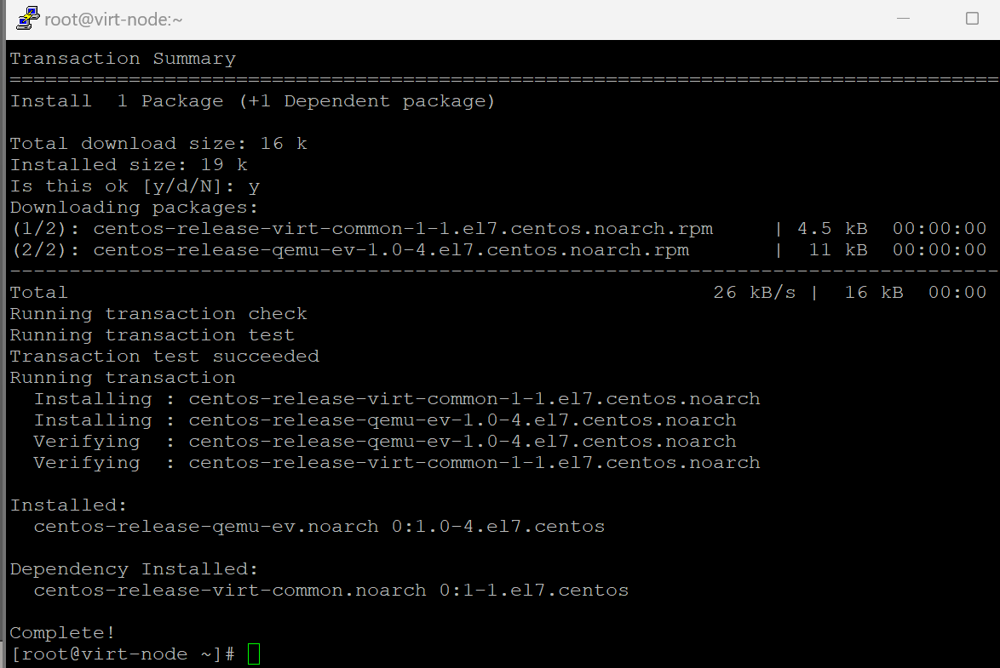 root@virt-node:~
Transaction Summary
================================================================================
Install  1 Package (+1 Dependent package)
Total download size: 16 k
Installed size: 19 k
Is this ok [y/d/N]: y
Downloading packages:
(1/2): centos-release-virt-common-1-1.el7.centos.noarch.rpm     | 4.5 kB  00:00:00
(2/2): centos-release-qemu-ev-1.0-4.el7.centos.noarch.rpm       |  11 kB  00:00:00
--------------------------------------------------------------------------------
Total                                                      26 kB/s |  16 kB  00:00
Running transaction check
Running transaction test
Transaction test succeeded
Running transaction
  Installing : centos-release-virt-common-1-1.el7.centos.noarch
  Installing : centos-release-qemu-ev-1.0-4.el7.centos.noarch
  Verifying  : centos-release-qemu-ev-1.0-4.el7.centos.noarch
  Verifying  : centos-release-virt-common-1-1.el7.centos.noarch
Installed:
  centos-release-qemu-ev.noarch 0:1.0-4.el7.centos
Dependency Installed:
  centos-release-virt-common.noarch 0:1-1.el7.centos
Complete!
[root@virt-node ~]#